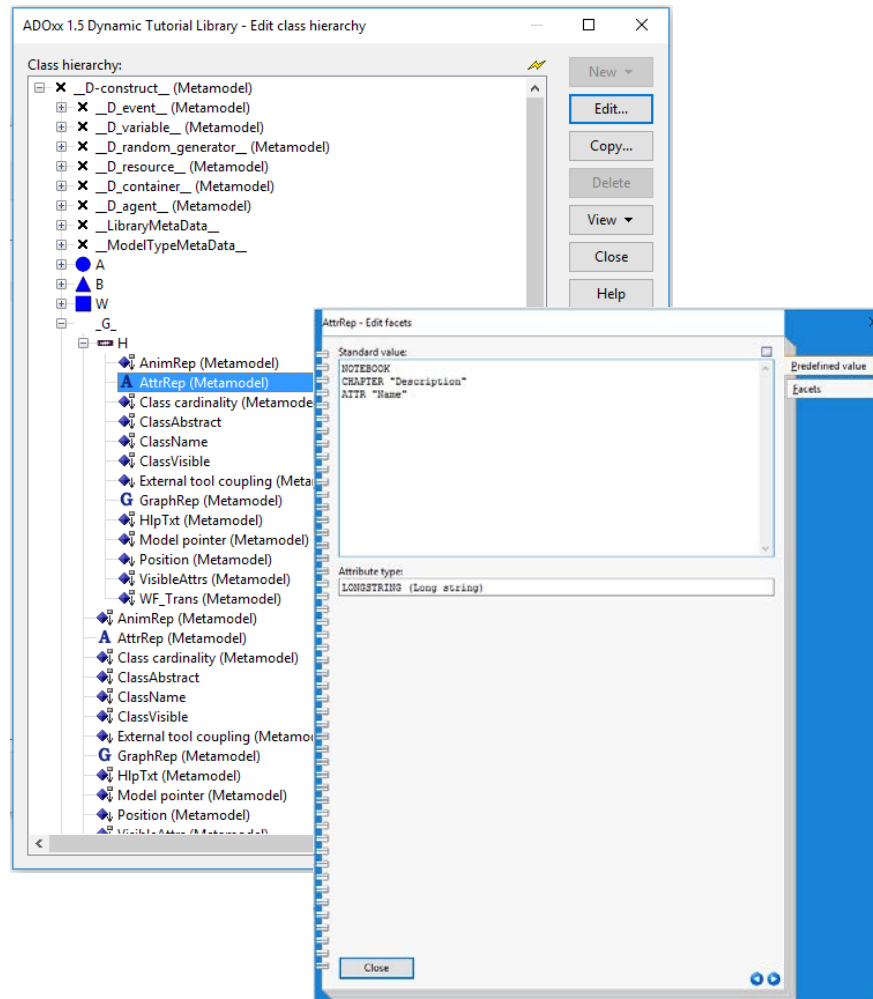 ADOxx 1.5 Dynamic Tutorial Library - Edit class hierarchy
Class hierarchy:
__D-construct__ (Metamodel)
__D_event__ (Metamodel)
__D_variable__ (Metamodel)
__D_random_generator__ (Metamodel)
__D_resource__ (Metamodel)
__D_container__ (Metamodel)
__D_agent__ (Metamodel)
__LibraryMetaData__
__ModelTypeMetaData__
A
B
W
_G_
H
AnimRep (Metamodel)
A AttrRep (Metamodel)
Class cardinality (Metamode
ClassAbstract
ClassName
ClassVisible
External tool coupling (Meta
G GraphRep (Metamodel)
HlpTxt (Metamodel)
Model pointer (Metamodel)
Position (Metamodel)
VisibleAttrs (Metamodel)
WF_Trans (Metamodel)
AnimRep (Metamodel)
A AttrRep (Metamodel)
Class cardinality (Metamodel)
ClassAbstract
ClassName
ClassVisible
External tool coupling (Metamo
G GraphRep (Metamodel)
HlpTxt (Metamodel)
Model pointer (Metamodel)
Position (Metamodel)
New
Edit...
Copy...
Delete
View
Close
Help
AttrRep - Edit facets
Standard value:
NOTEBOOK
CHAPTER "Description"
ATTR "Name"
Attribute type:
LONGSTRING (Long string)
Close
Predefined value
Facets